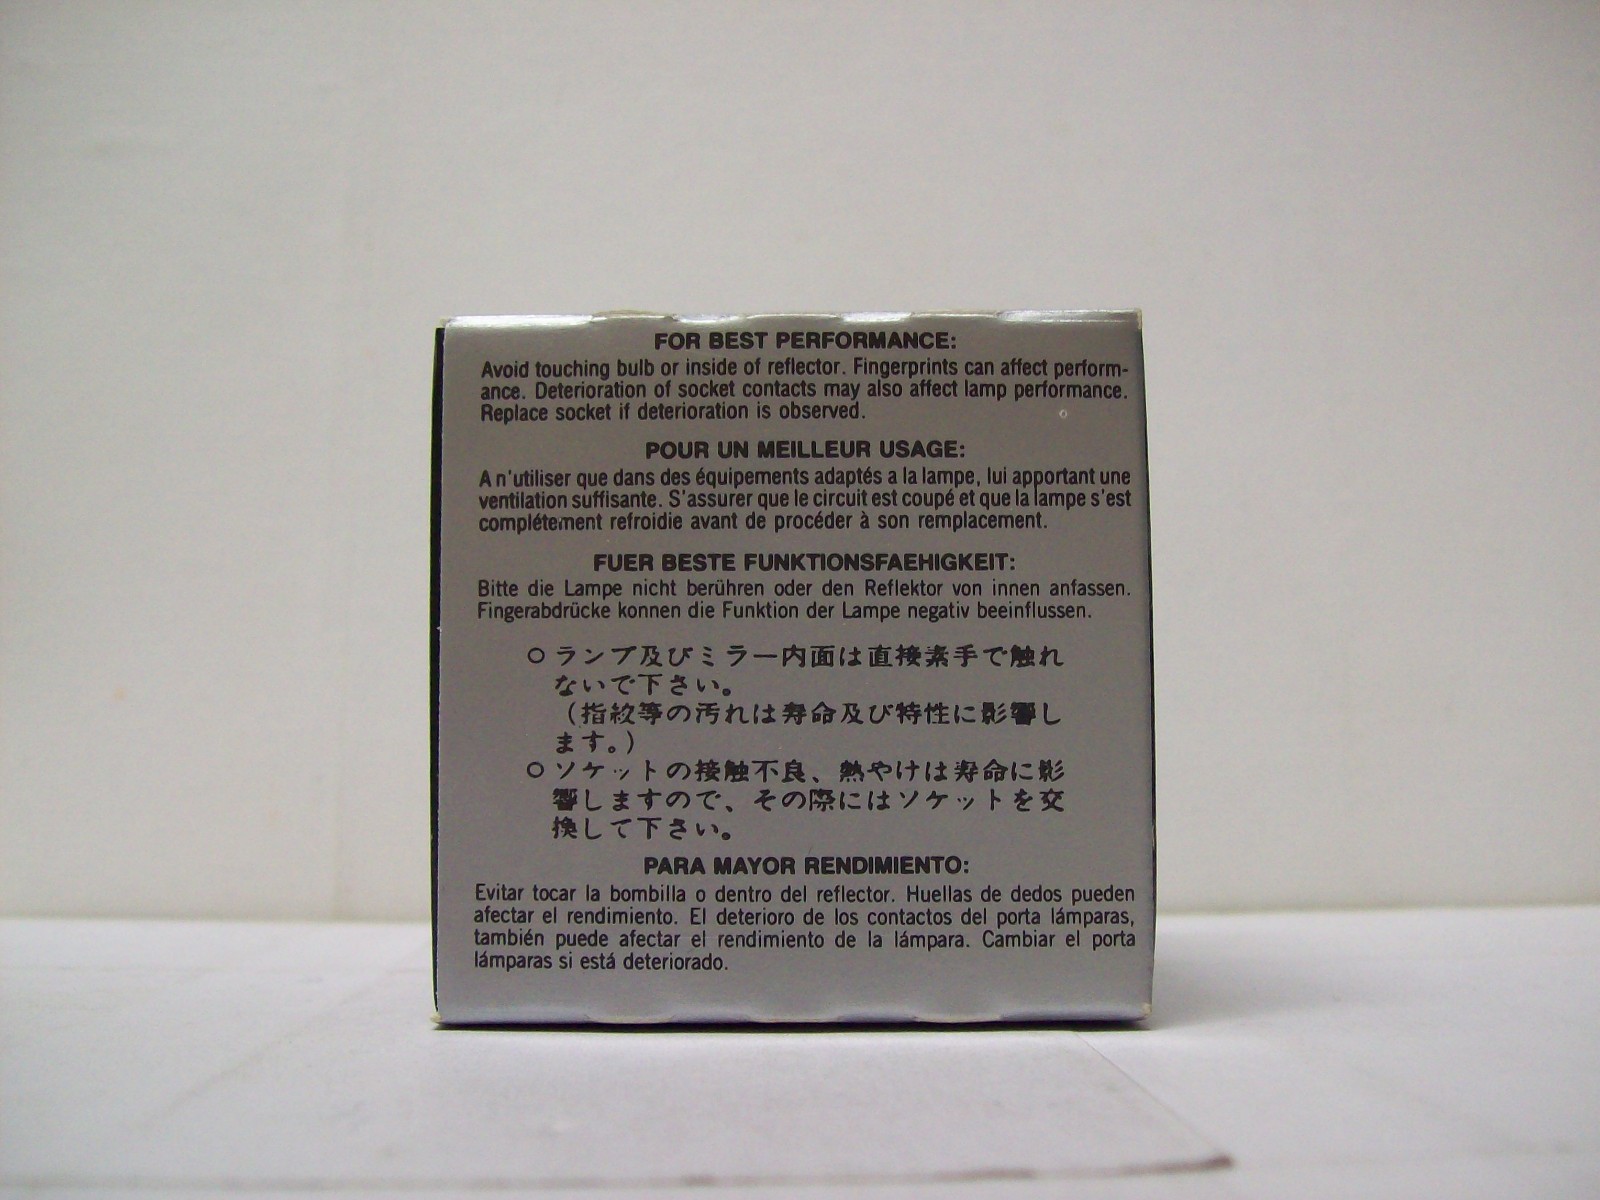 FOR BEST PERFORMANCE:
Avoid touching bulb or inside of reflector. Fingerprints can affect perform-
ance. Deterioration of socket contacts may also affect lamp performance.
Replace socket if deterioration is observed.
POUR UN MEILLEUR USAGE:
A n'utiliser que dans des équipements adaptés a la lampe, lui apportant une
ventilation suffisante. S'assurer que le circuit est coupé et que la lampe s'est
complétement refroidie avant de procéder à son remplacement.
FUER BESTE FUNKTIONSFAEHIGKEIT:
Bitte die Lampe nicht berühren oder den Reflektor von innen anfassen.
Fingerabdrücke konnen die Funktion der Lampe negativ beeinflussen.
○ランプ及びミラー内面は直接素手で触れ
ないで下さい。
(指紋等の汚れは寿命及び特性に影響し
ます。)
○ソケットの接触不良、熱やけは寿命に影
響しますので、その際にはソケットを交
換して下さい。
PARA MAYOR RENDIMIENTO:
Evitar tocar la bombilla o dentro del reflector. Huellas de dedos pueden
afectar el rendimiento. El deterioro de los contactos del porta lámparas,
también puede afectar el rendimiento de la lámpara. Cambiar el porta
lámparas si está deteriorado.